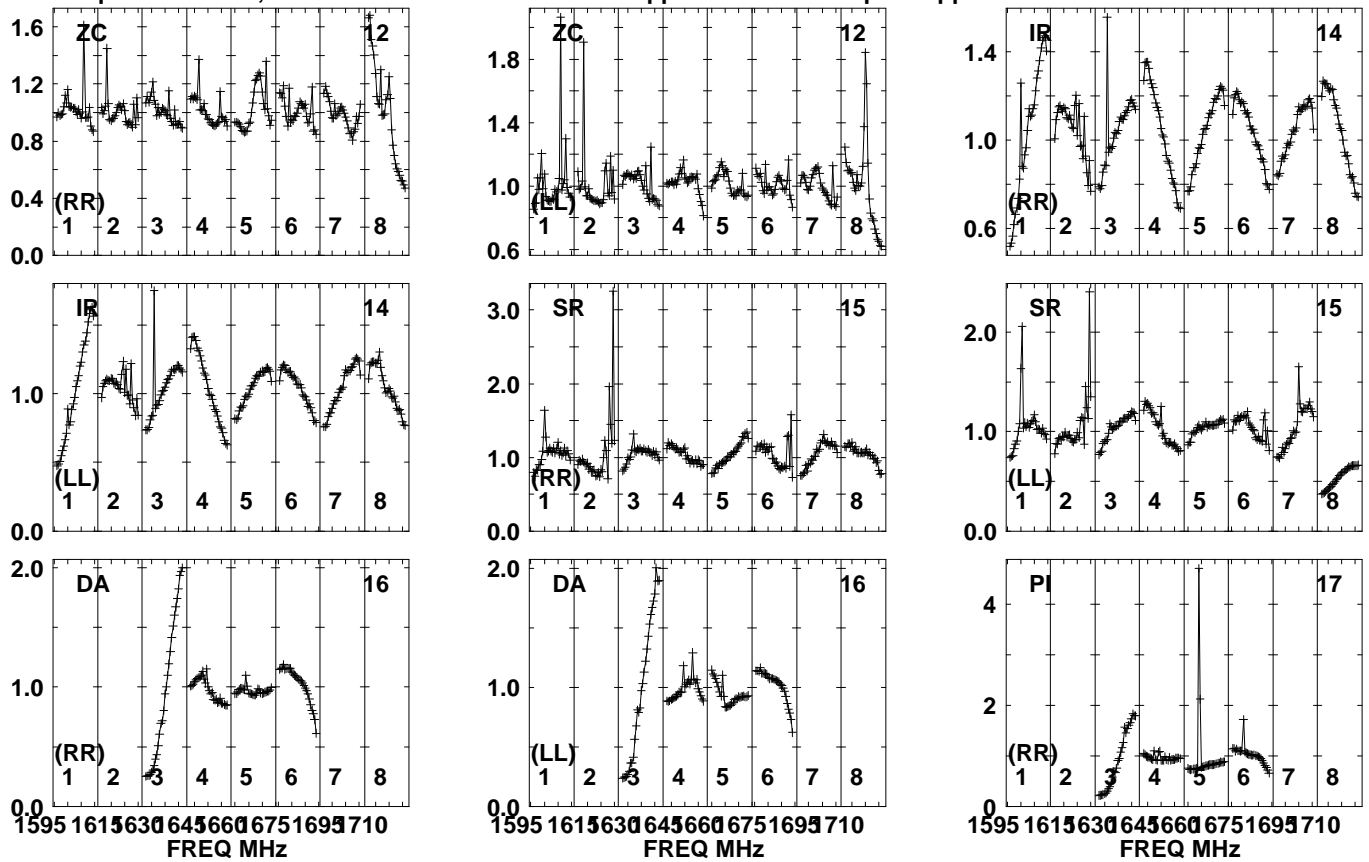 1.6 ZC 12
1.2
0.8
0.4 (RR)
1 2 3 4 5 6 7 8
0.0
ZC 12
1.8
1.4
1.0
(LL)
1 2 3 4 5 6 7 8
0.6
IR 14
1.4
1.0
(RR)
0.6 1 2 3 4 5 6 7 8
IR 14
1.0
(LL)
1 2 3 4 5 6 7 8
0.0
3.0 SR 15
2.0
1.0
(RR)
1 2 3 4 5 6 7 8
0.0
SR 15
2.0
1.0
(LL)
1 2 3 4 5 6 7 8
0.0
2.0 DA 16
1.0
(RR)
1 2 3 4 5 6 7 8
0.0
1595 1615 1630 1645 1660 1675 1695 1710
FREQ MHz
2.0 DA 16
1.0
(LL)
1 2 3 4 5 6 7 8
0.0
1595 1615 1630 1645 1660 1675 1695 1710
FREQ MHz
PI 17
4
2
(RR)
1 2 3 4 5 6 7 8
0
1595 1615 1630 1645 1660 1675 1695 1710
FREQ MHz